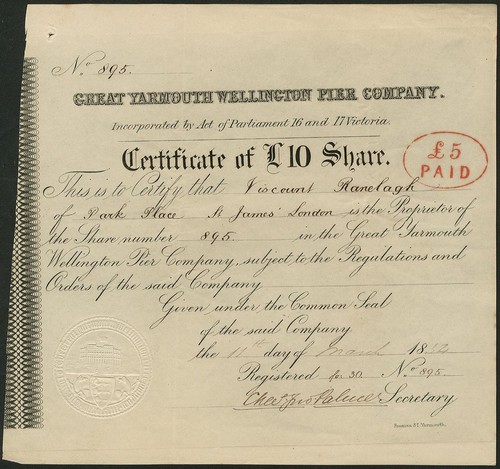 No. 895.
GREAT YARMOUTH WELLINGTON PIER COMPANY.
Incorporated by Act of Parliament 16 and 17 Victoria.
Certificate of £10 Share.
£5
PAID
This is to Certify, that Viscount Ranelagh
of Park Place St James' London is the Proprietor of
the Share number 895. in the Great Yarmouth
Wellington Pier Company, subject to the Regulations and
Orders of the said Company.
Given under the Common Seal
of the said Company
the 11th day of March 18
Registered fo. No. 895.
Secretary